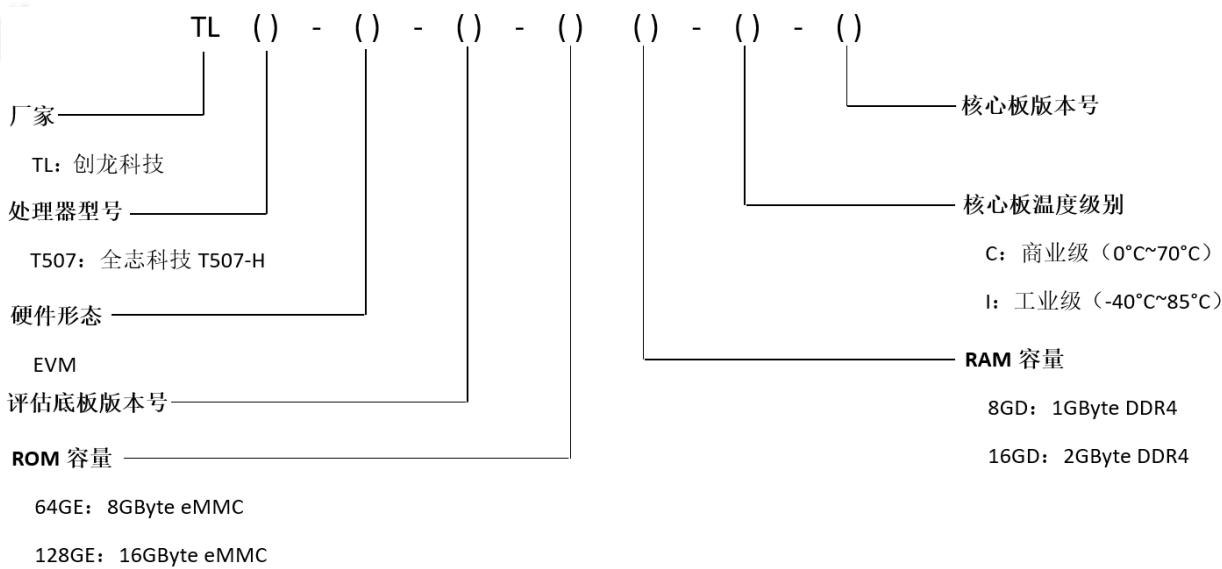 TL () - () - () - () () - () - ()
厂家
TL：创龙科技
处理器型号
T507：全志科技 T507-H
硬件形态
EVM
评估底板版本号
ROM 容量
64GE：8GByte eMMC
128GE：16GByte eMMC
核心板版本号
核心板温度级别
C：商业级（0°C~70°C）
I：工业级（-40°C~85°C）
RAM 容量
8GD：1GByte DDR4
16GD：2GByte DDR4